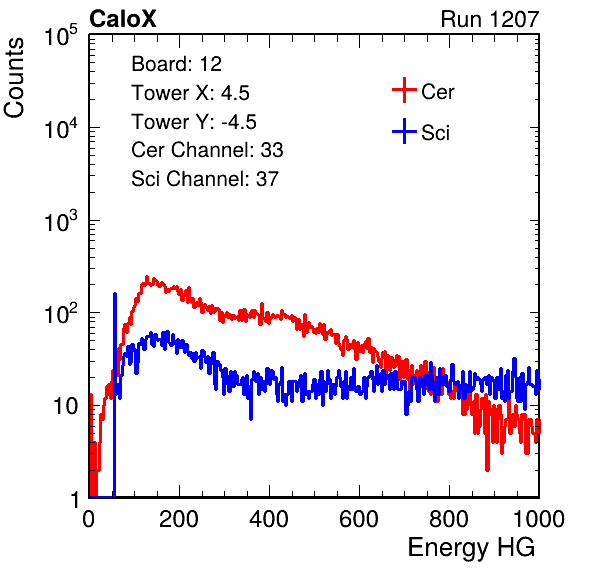 CaloX Run 1207
Counts
10^5
10^4
10^3
10^2
10
1
Board: 12
Tower X: 4.5
Tower Y: -4.5
Cer Channel: 33
Sci Channel: 37
Cer
Sci
0 200 400 600 800 1000
Energy HG